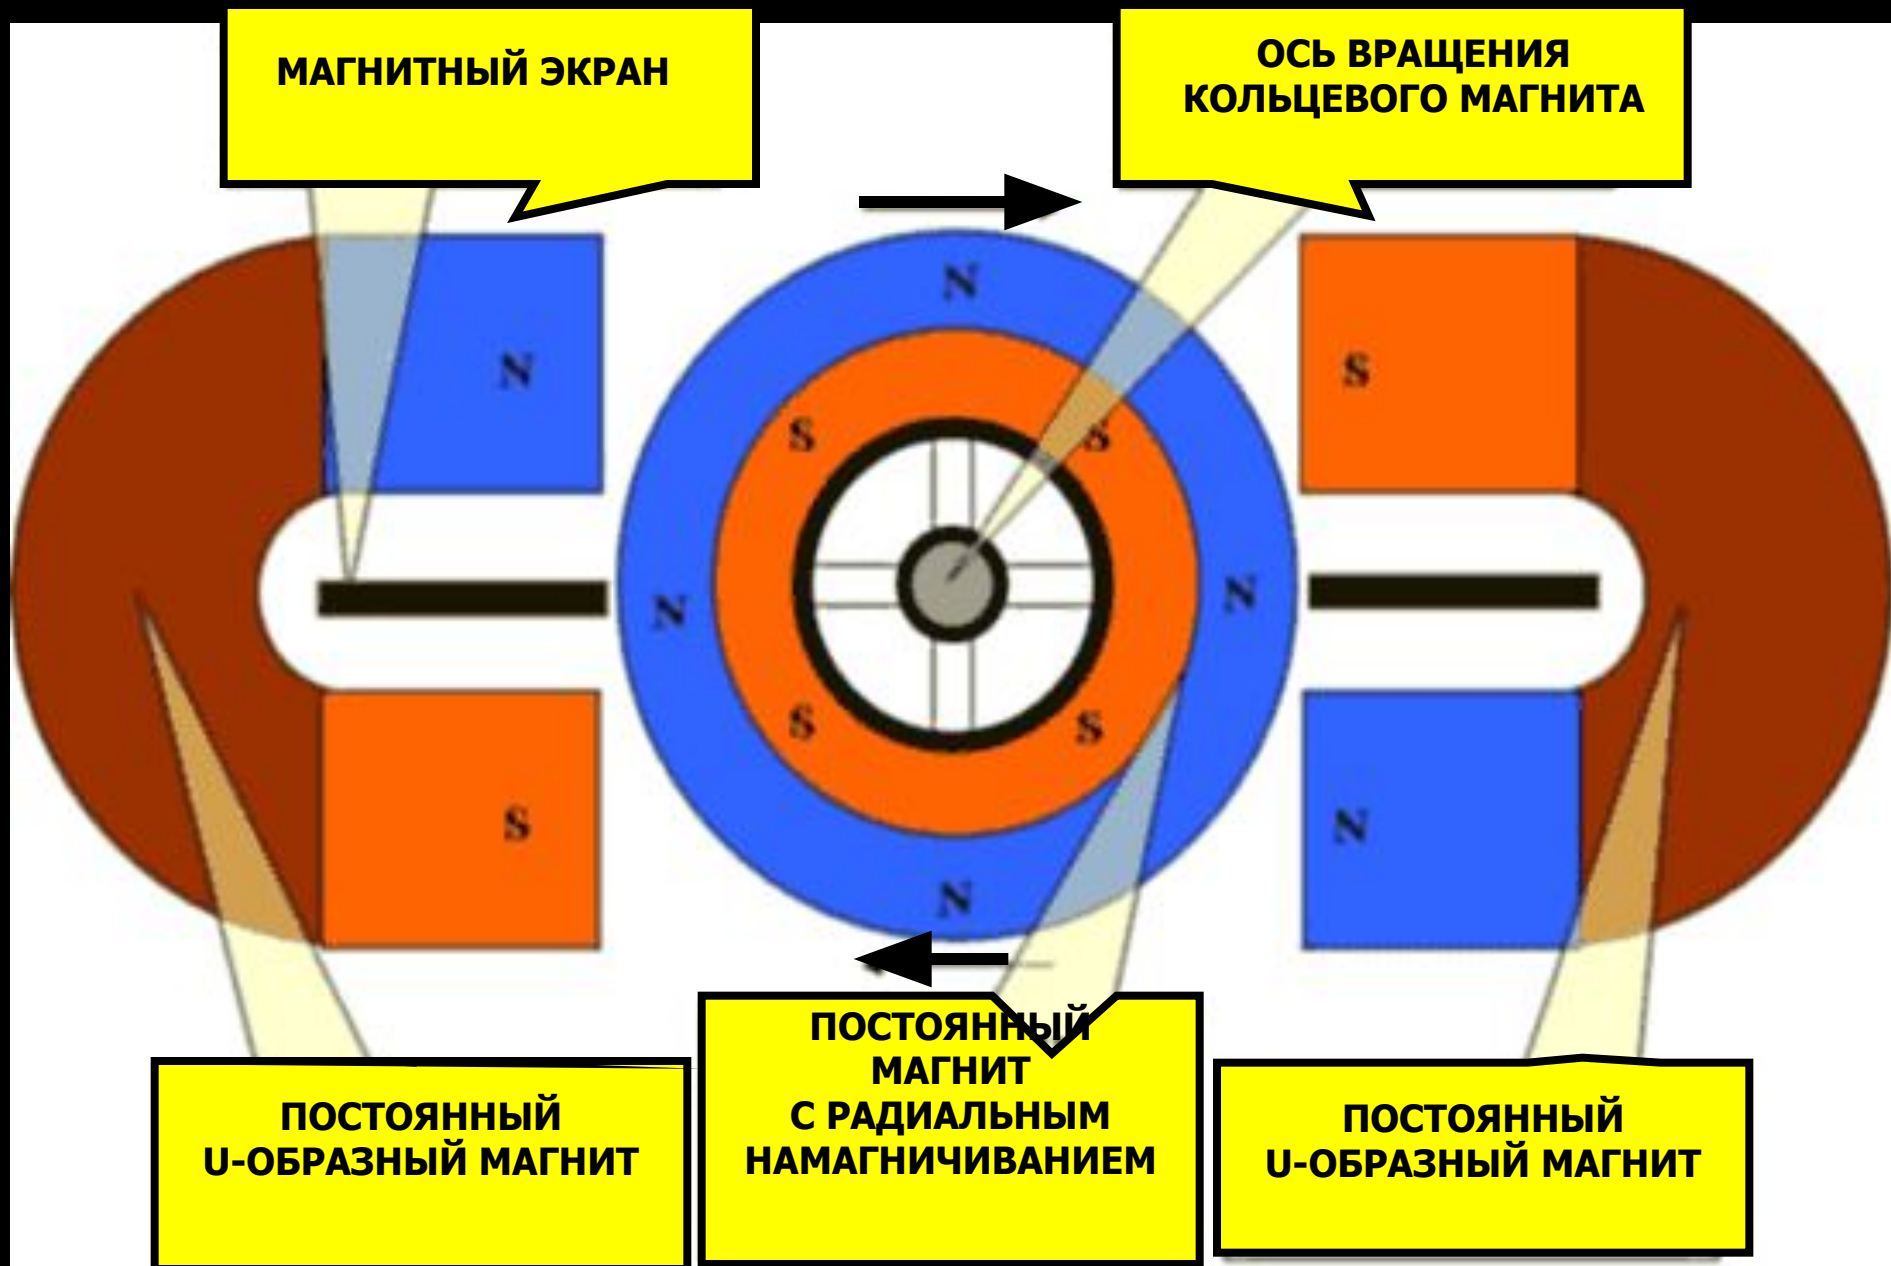 МАГНИТНЫЙ ЭКРАН
ОСЬ ВРАЩЕНИЯ
КОЛЬЦЕВОГО МАГНИТА
N
N
S
S
S
N
N
S
S
S
N
N
ПОСТОЯННЫЙ
U-ОБРАЗНЫЙ МАГНИТ
ПОСТОЯННЫЙ
МАГНИТ
С РАДИАЛЬНЫМ
НАМАГНИЧИВАНИЕМ
ПОСТОЯННЫЙ
U-ОБРАЗНЫЙ МАГНИТ